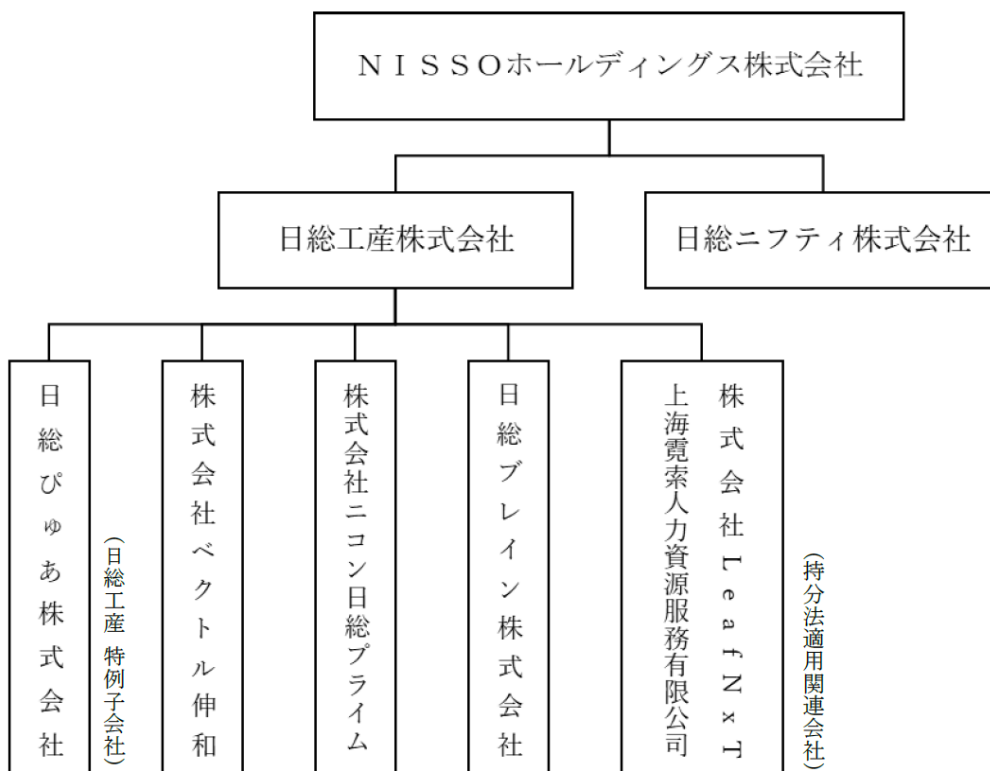 ＮＩＳＳＯホールディングス株式会社
日総工産株式会社
日総ニフティ株式会社
日総ぴゅあ株式会社
（日総工産 特例子会社）
株式会社ベクトル伸和
株式会社ニコン日総プライム
日総ブレイン株式会社
株式会社ＬｅａｆＮｘＴ
上海霓索人力資源服務有限公司
（持分法適用関連会社）